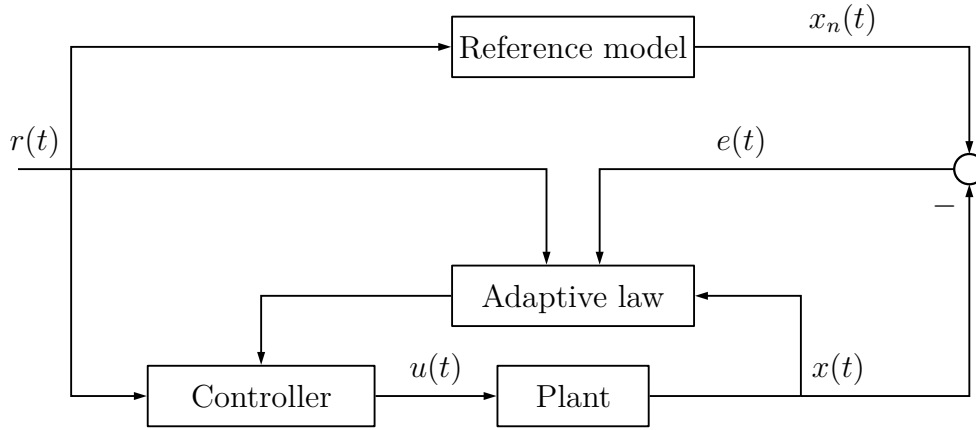 x_n(t)
Reference model
r(t)
e(t)
−
Adaptive law
u(t)
x(t)
Controller
Plant